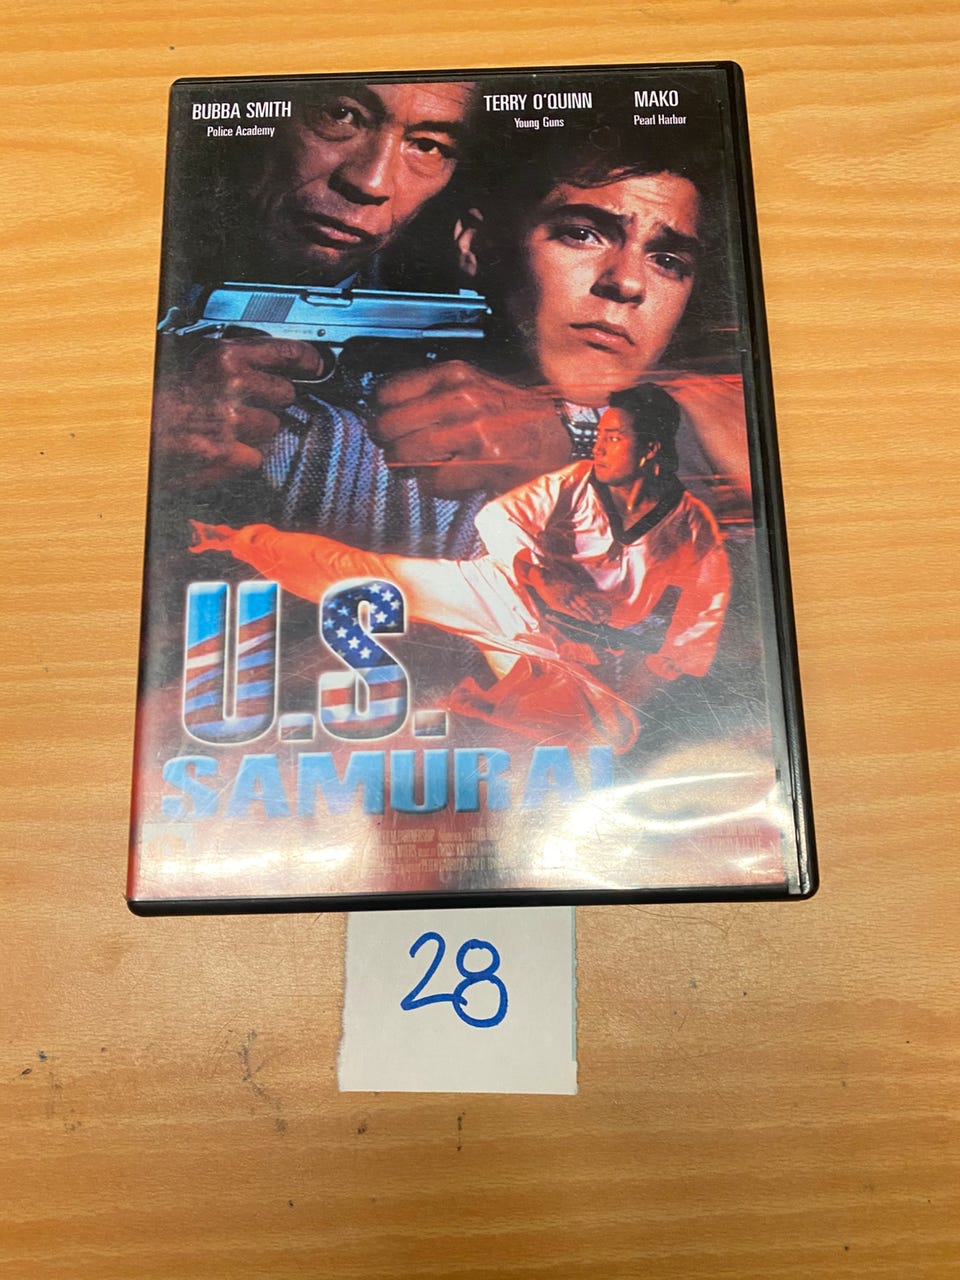 BUBBA SMITH
Police Academy
TERRY O'QUINN
Young Guns
MAKO
Pearl Harbor
U.S.
SAMURAI
28